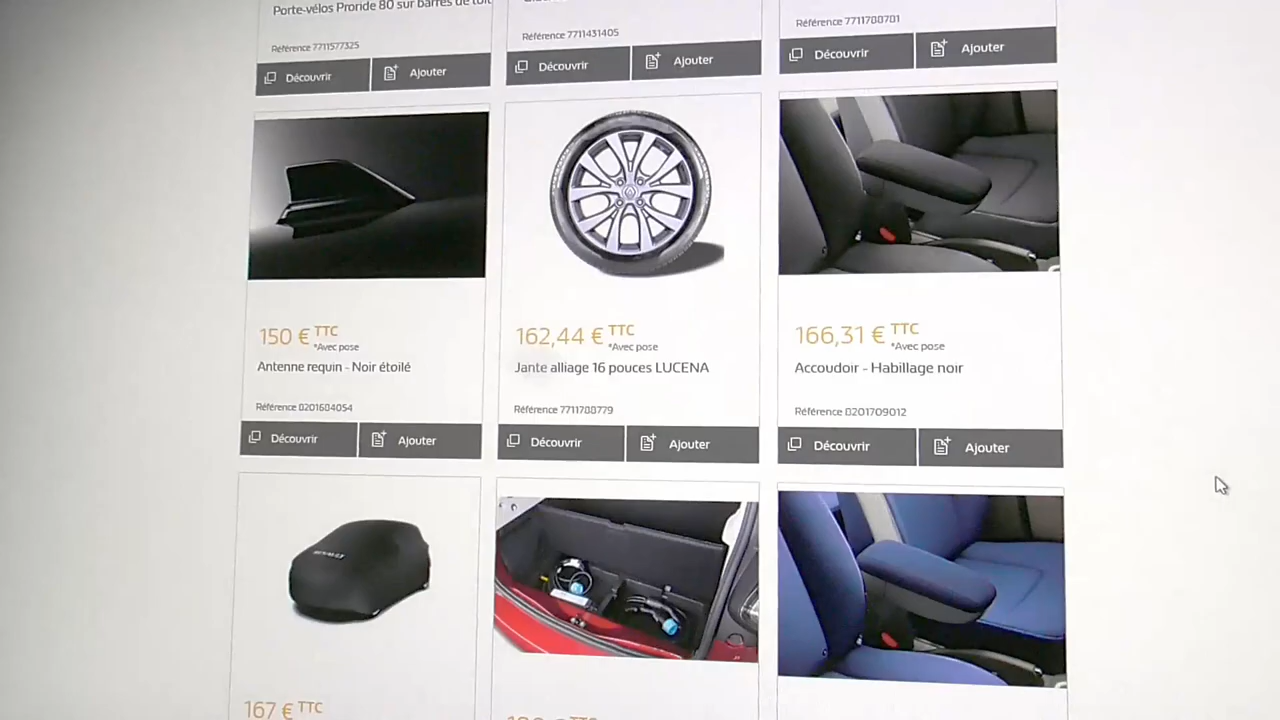 Porte-vélos Pronde 80 sur barres de toit
Référence 7711577325
Découvrir
Ajouter
Référence 7711431405
Découvrir
Ajouter
Référence 7711780701
Découvrir
Ajouter
150 € TTC
*Avec pose
Antenne requin - Noir étoilé
Référence 8201684054
Découvrir
Ajouter
162,44 € TTC
*Avec pose
Jante alliage 16 pouces LUCENA
Référence 7711780779
Découvrir
Ajouter
166,31 € TTC
*Avec pose
Accoudoir - Habillage noir
Référence 8201709012
Découvrir
Ajouter
167 € TTC